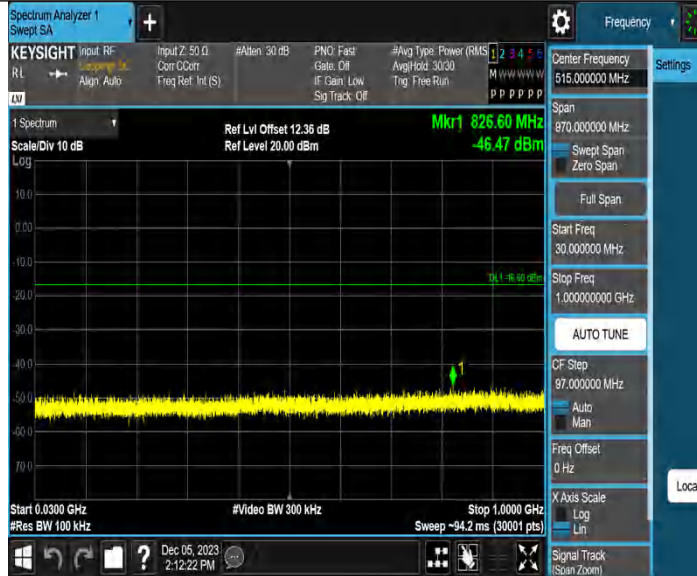 Spectrum Analyzer 1
Swept SA
Frequency
KEYSIGHT Input: RF
RL
Align: Auto
Input Z: 50 Ω
Corr CCorr
Freq Ref: Int (S)
#Atten: 30 dB
PNO: Fast
Gate: Off
IF Gain: Low
Sig Track: Off
#Avg Type: Power (RMS
Avg|Hold: 30/30
Trig: Free Run
1 2 3 4 5 6
M W W W W W
P P P P P P
1 Spectrum
Scale/Div 10 dB
Log
Ref Lvl Offset 12.36 dB
Ref Level 20.00 dBm
Mkr1 826.60 MHz
-46.47 dBm
10.0
0.00
-10.0
-20.0
-30.0
-40.0
-50.0
-60.0
-70.0
DL1 -16.60 dBm
1
Start 0.0300 GHz
#Res BW 100 kHz
#Video BW 300 kHz
Stop 1.0000 GHz
Sweep ~94.2 ms (30001 pts)
Dec 05, 2023
2:12:22 PM
Center Frequency
515.000000 MHz
Settings
Span
970.000000 MHz
Swept Span
Zero Span
Full Span
Start Freq
30.000000 MHz
Stop Freq
1.000000000 GHz
AUTO TUNE
CF Step
97.000000 MHz
Auto
Man
Freq Offset
0 Hz
X Axis Scale
Log
Lin
Loca
Signal Track
(Span Zoom)